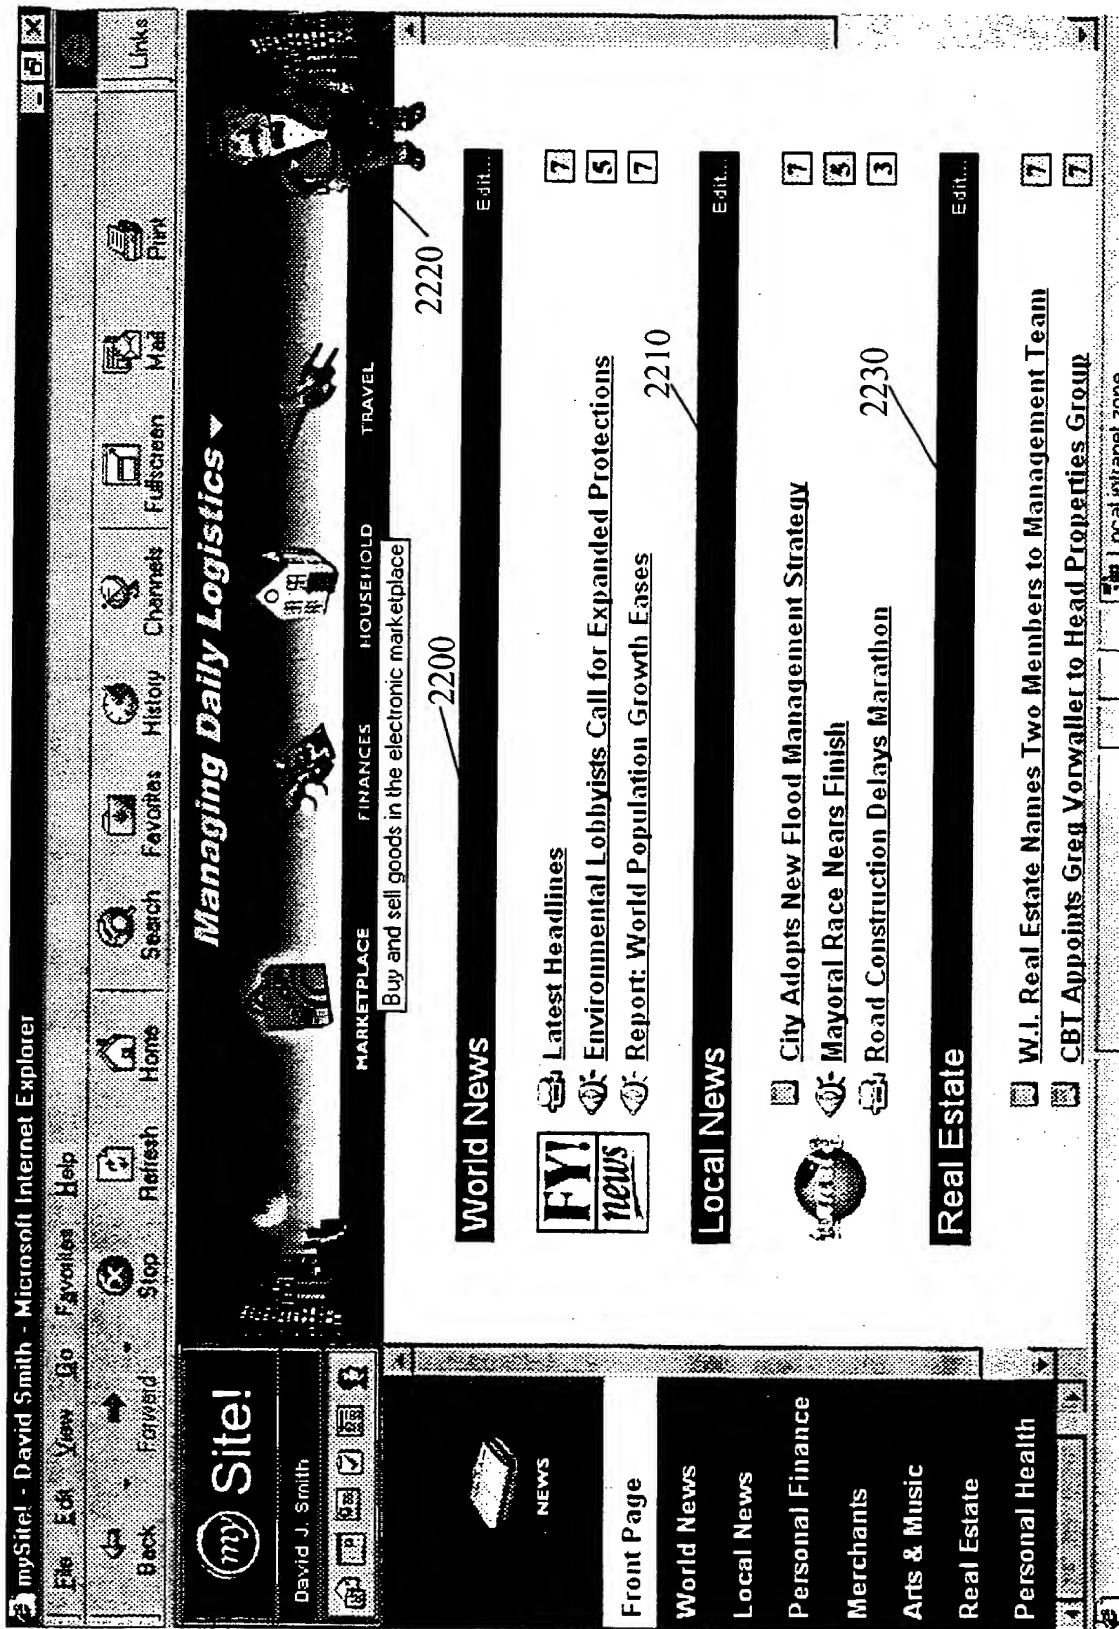 mySite! - David Smith - Microsoft Internet Explorer
File Edit View Go Favorites Help
Back Forward Stop Refresh Home Search Favorites History Channels Fullscreen Mail Print
Links
my Site!
David J. Smith
Managing Daily Logistics
MARKETPLACE FINANCES HOUSEHOLD TRAVEL
Buy and sell goods in the electronic marketplace
2220
2200
NEWS
Front Page
World News
Local News
Personal Finance
Merchants
Arts & Music
Real Estate
Personal Health
World News Edit...
FY! news
Latest Headlines 7
Environmental Lobbyists Call for Expanded Protections 5
Report: World Population Growth Eases 7
2210
Local News Edit...
City Adopts New Flood Management Strategy 7
Mayoral Race Nears Finish 5
Road Construction Delays Marathon 3
2230
Real Estate Edit...
W.I. Real Estate Names Two Members to Management Team 7
CBT Appoints Greg Vorwaller to Head Properties Group 7
Local intranet zone